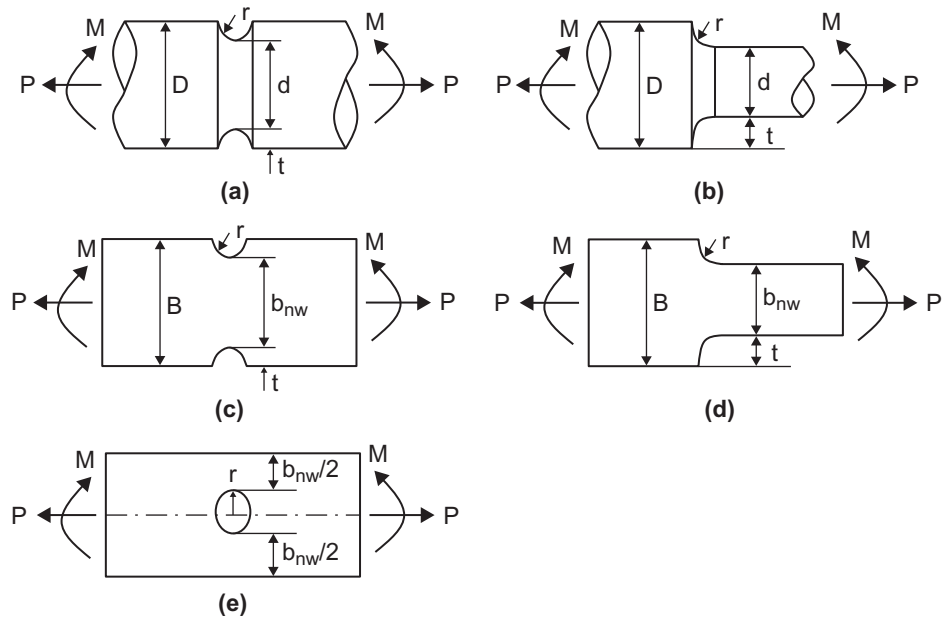 M r M
P D d P
t
(a)
M r M
P D d P
t
(b)
M r M
P B b_nw P
t
(c)
M r M
P B b_nw P
t
(d)
M r b_nw/2 M
P P
b_nw/2
(e)